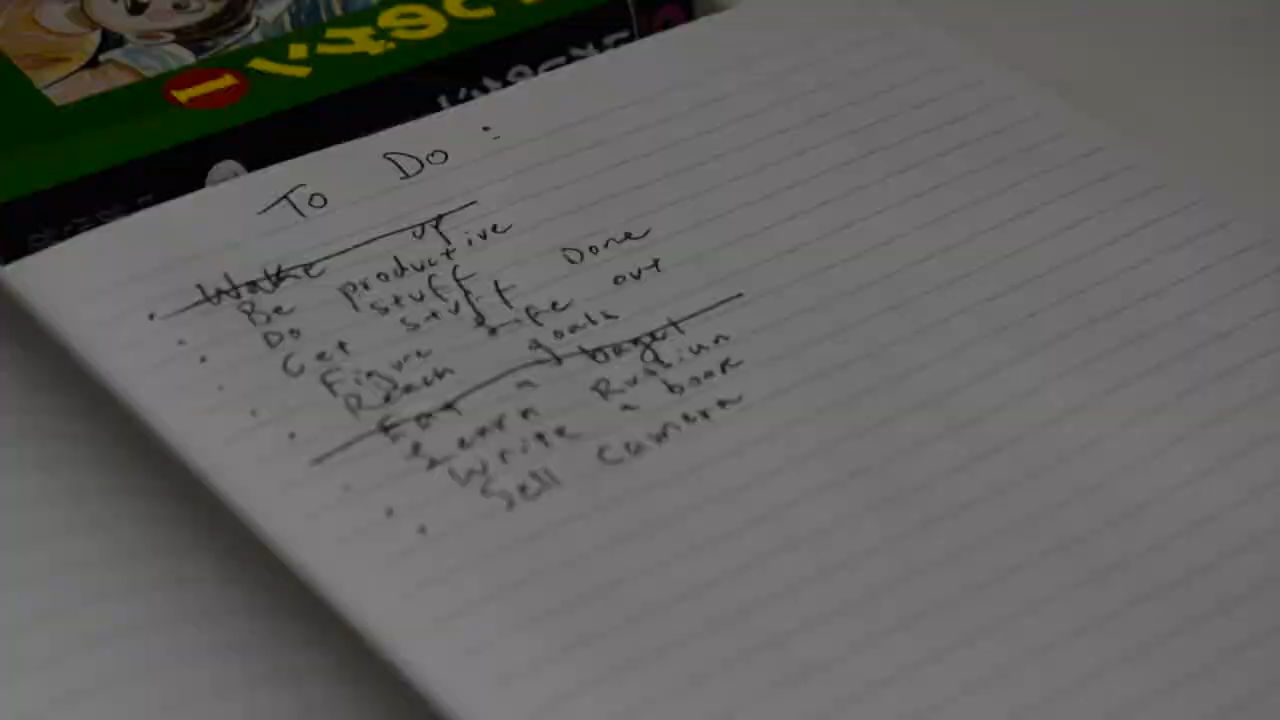 1
To Do :
Wake up
Be productive
Do stuff
Get stuff Done
Figure life out
Reach goals
Eat a bagel
Learn Russian
Write a book
Sell camera